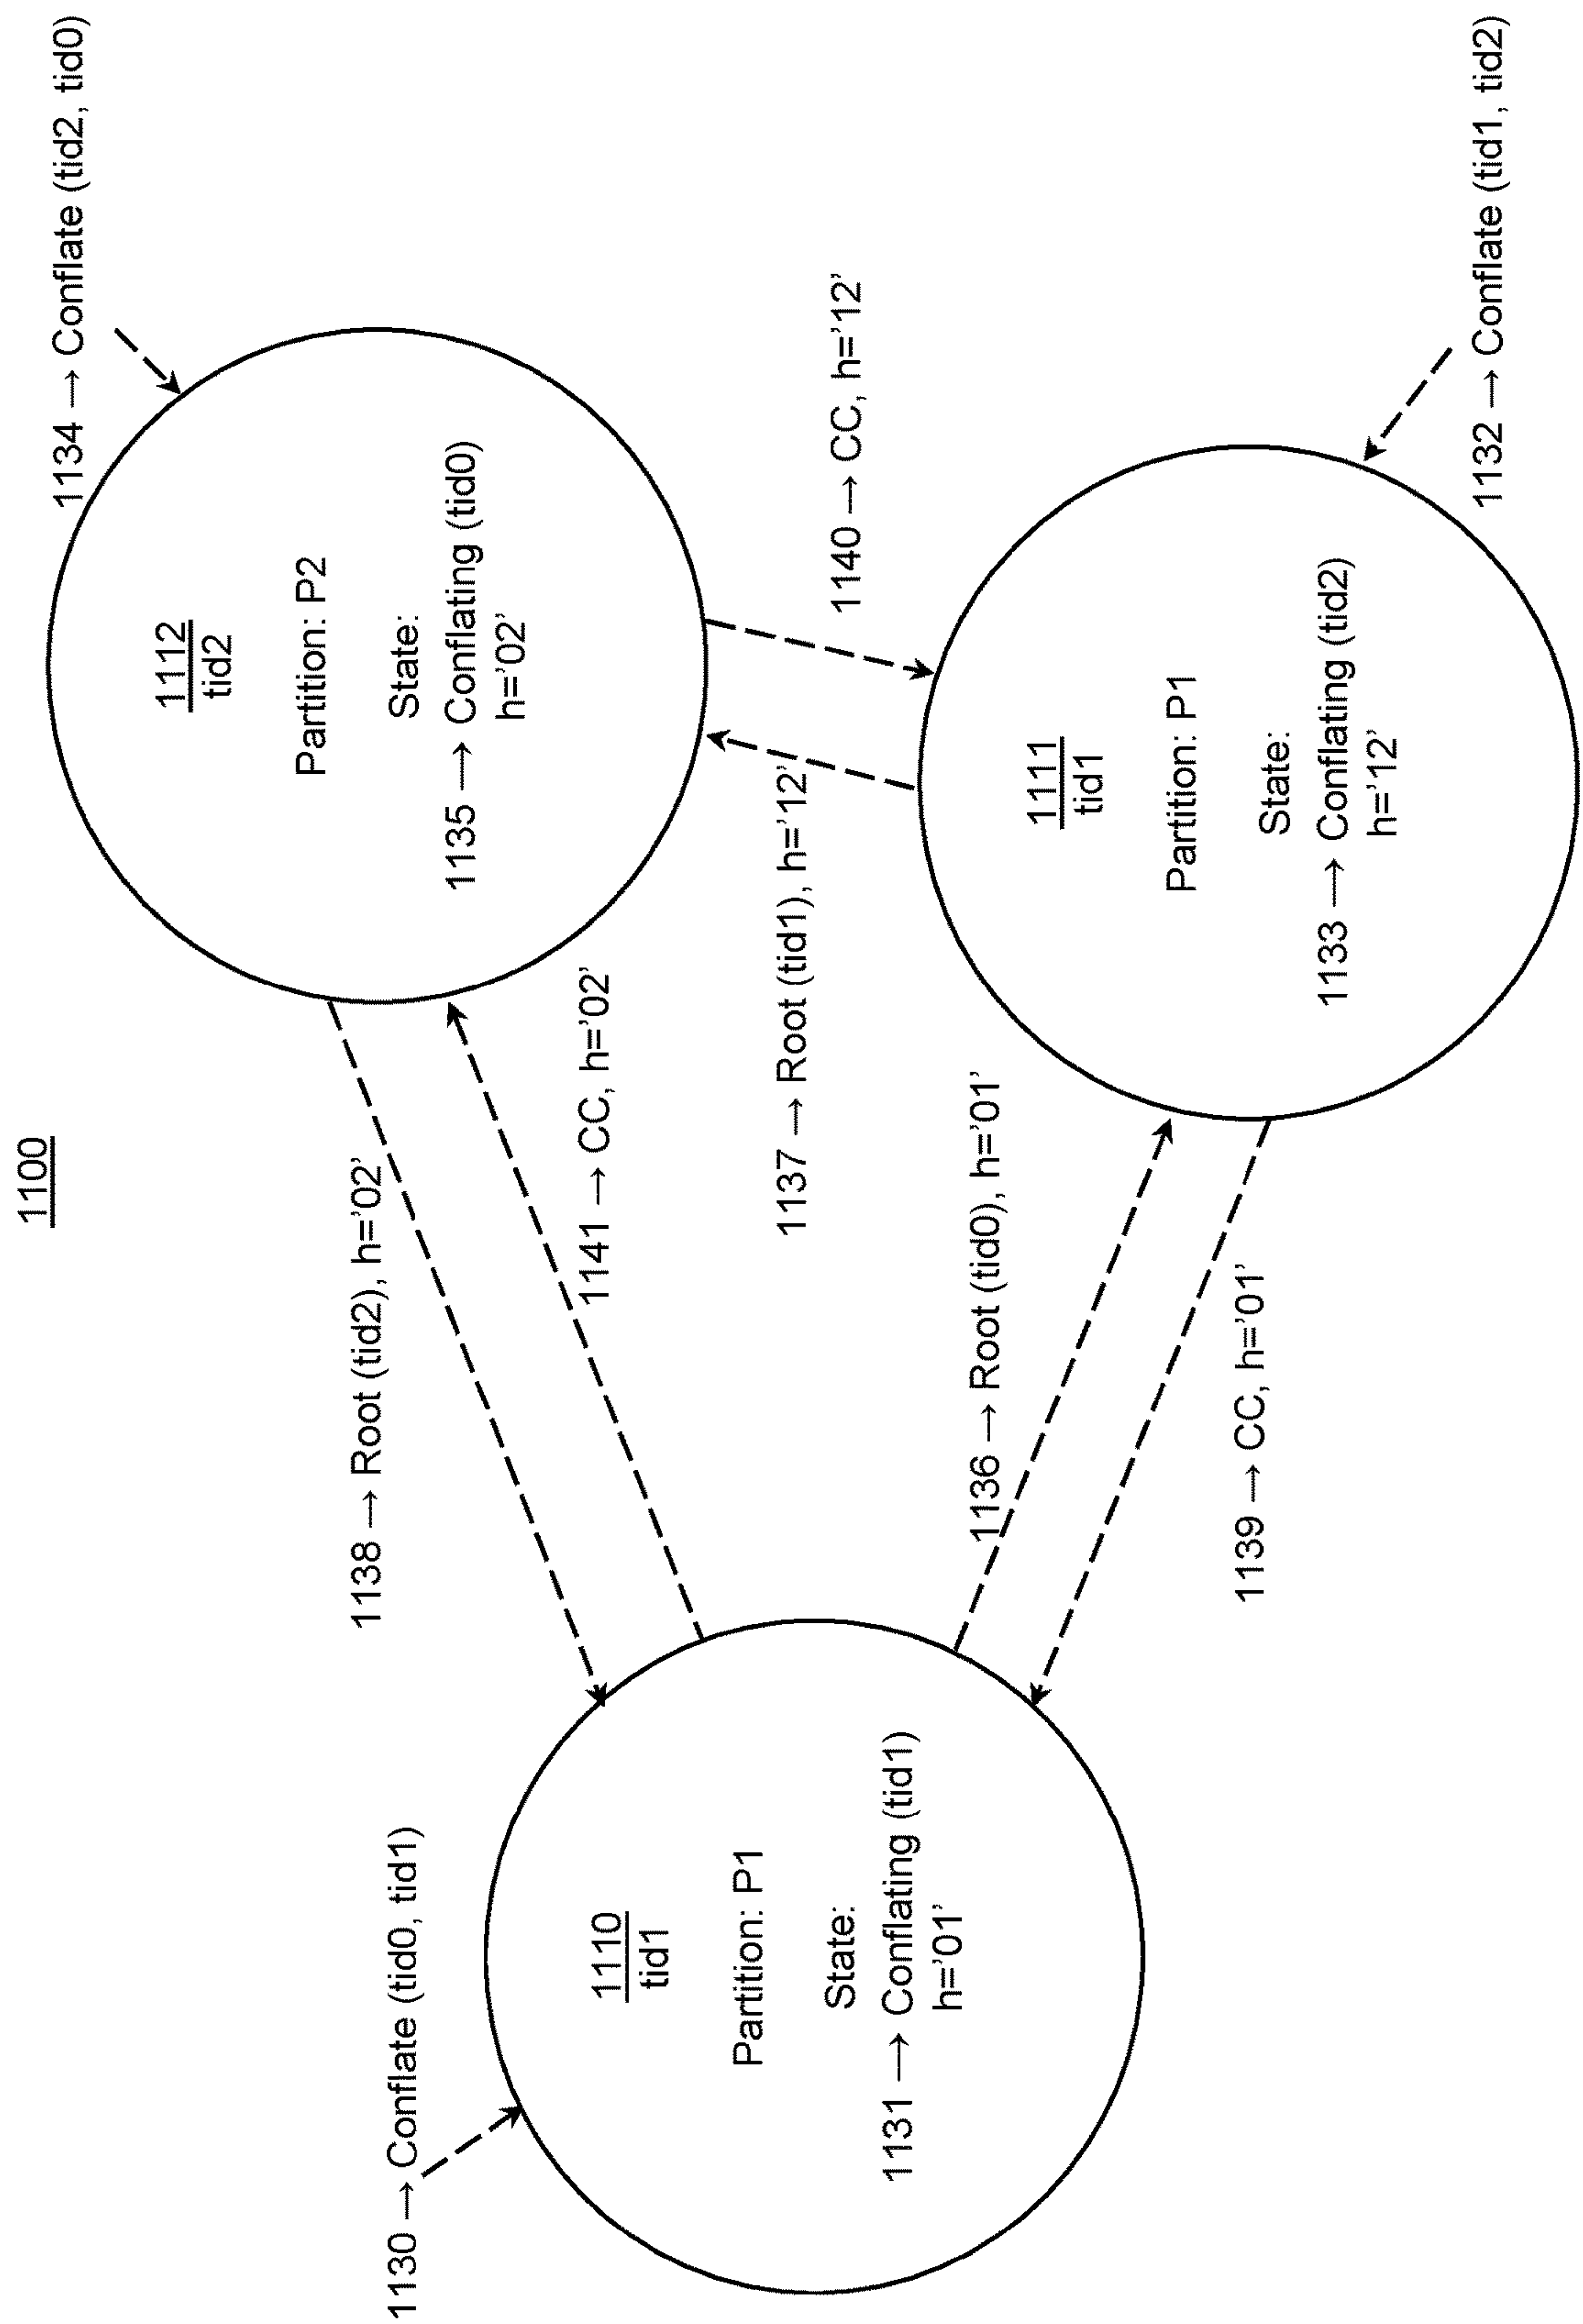 1100
1134 → Conflate (tid2, tid0)
1112
tid2
Partition: P2
State:
1135 → Conflating (tid0)
h='02'
1138 → Root (tid2), h='02'
1141 → CC, h='02'
1140 → CC, h='12'
1137 → Root (tid1), h='12'
1130 → Conflate (tid0, tid1)
1110
tid1
Partition: P1
State:
1131 → Conflating (tid1)
h='01'
1136 → Root (tid0), h='01'
1139 → CC, h='01'
1111
tid1
Partition: P1
State:
1133 → Conflating (tid2)
h='12'
1132 → Conflate (tid1, tid2)